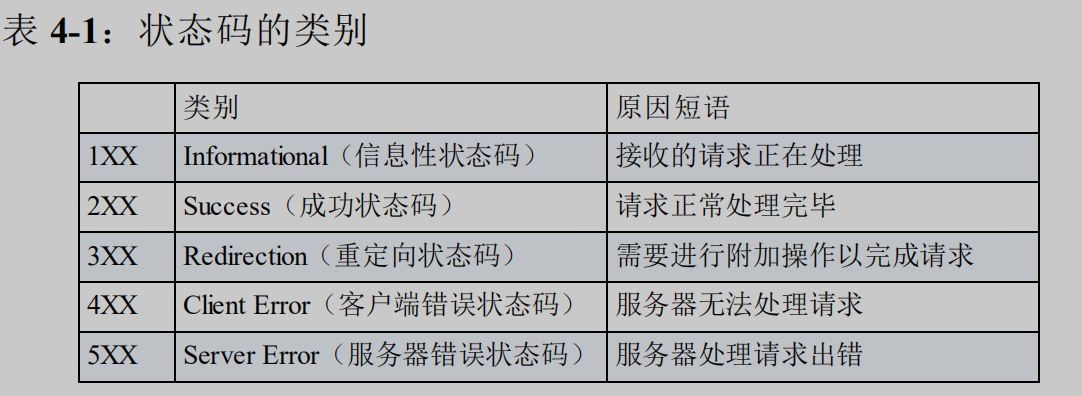 表 4-1：状态码的类别
类别 原因短语
1XX Informational（信息性状态码） 接收的请求正在处理
2XX Success（成功状态码） 请求正常处理完毕
3XX Redirection（重定向状态码） 需要进行附加操作以完成请求
4XX Client Error（客户端错误状态码） 服务器无法处理请求
5XX Server Error（服务器错误状态码） 服务器处理请求出错